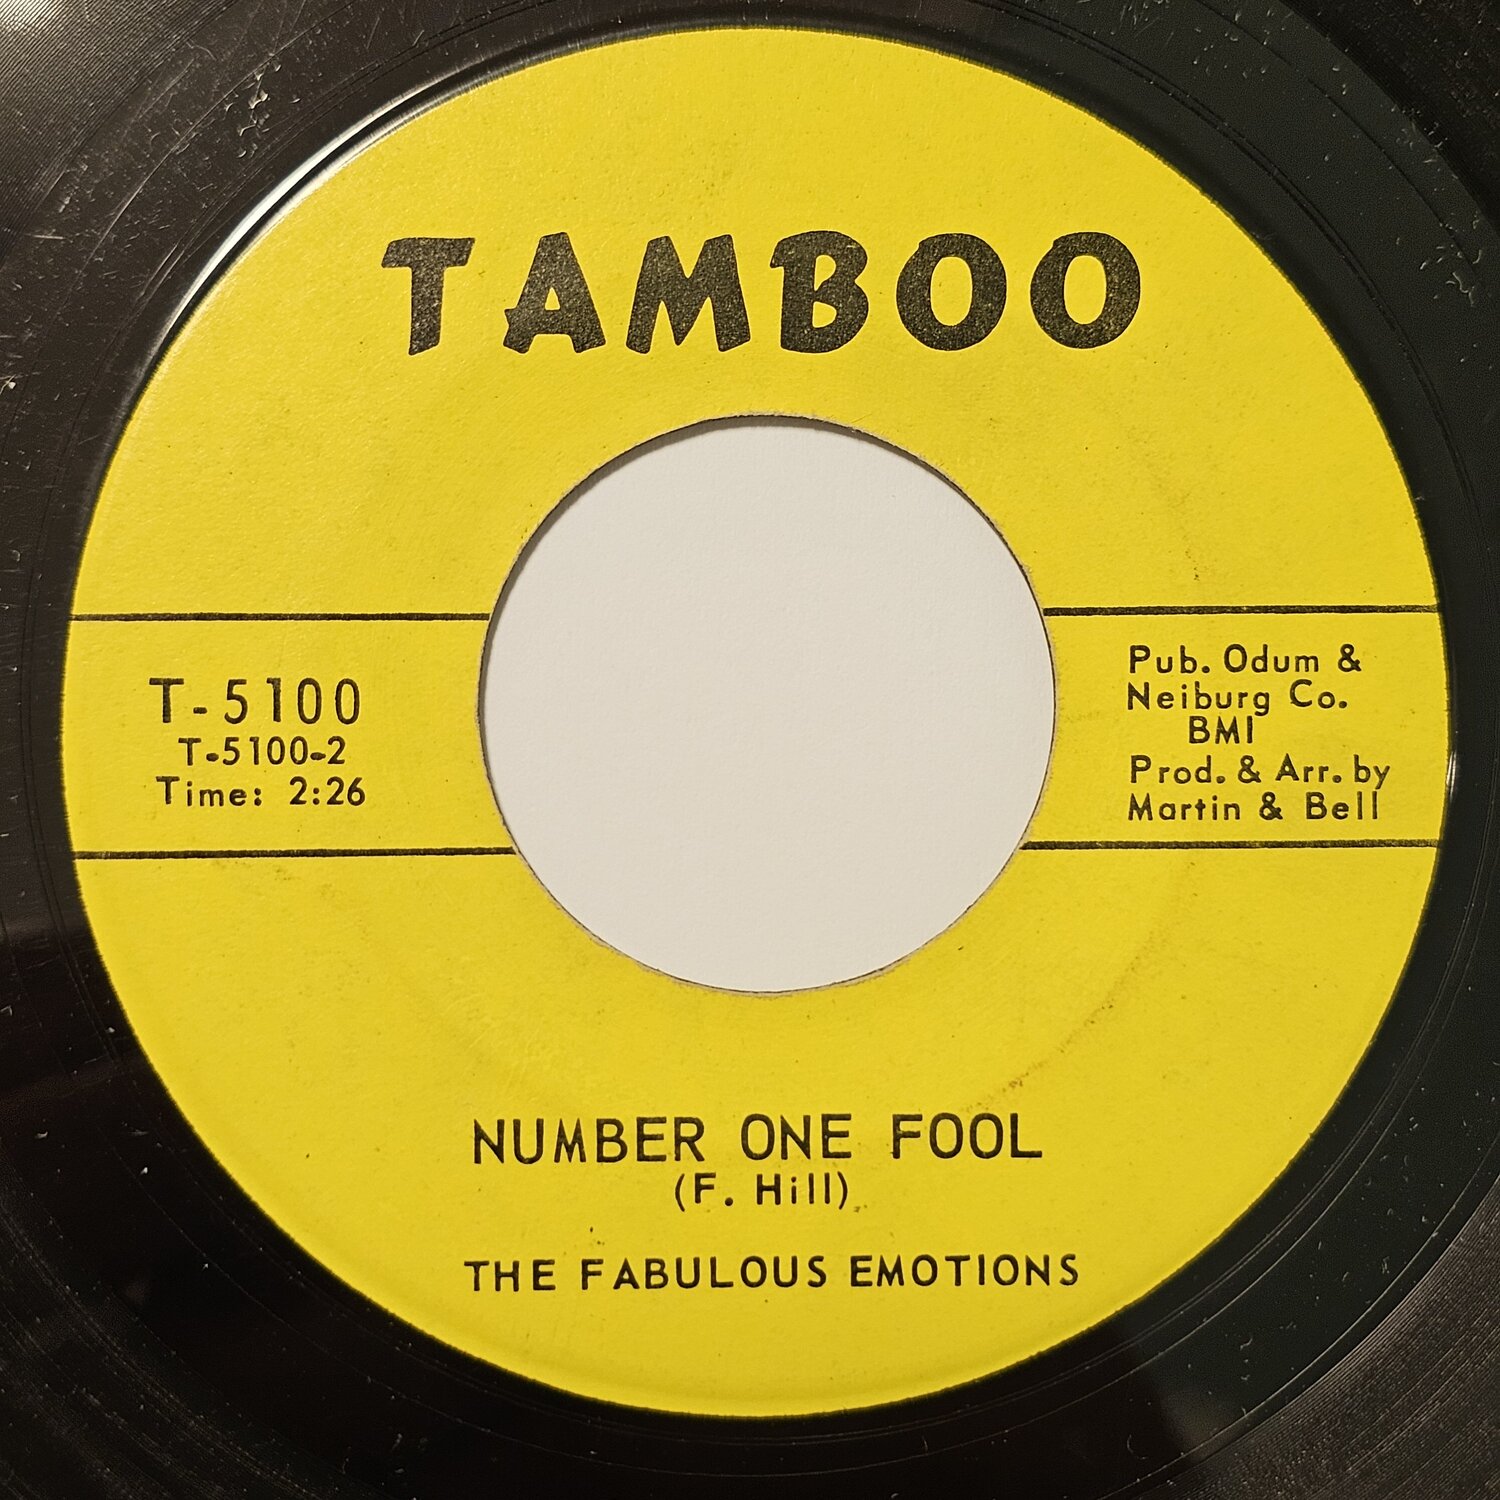 TAMBOO
T-5100
T-5100-2
Time: 2:26
Pub. Odum &
Neiburg Co.
BMI
Prod. & Arr. by
Martin & Bell
NUMBER ONE FOOL
(F. Hill)
THE FABULOUS EMOTIONS